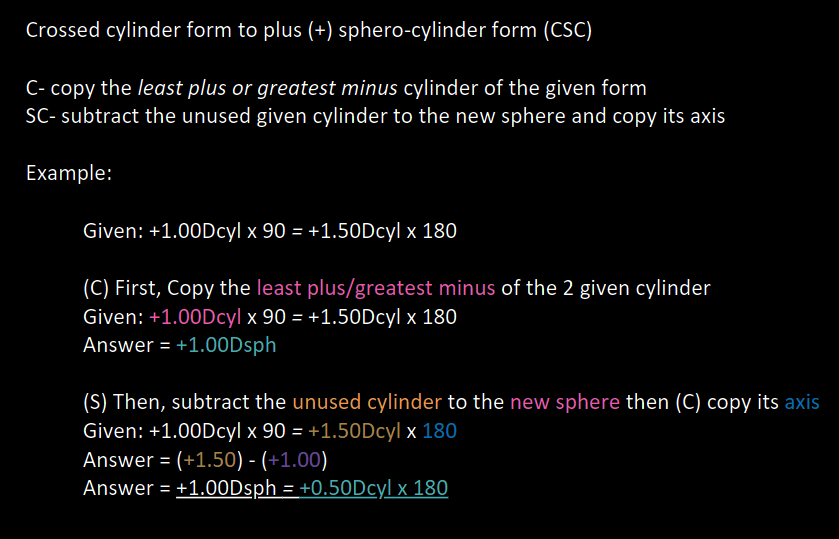 Crossed cylinder form to plus (+) sphero-cylinder form (CSC)
C- copy the least plus or greatest minus cylinder of the given form
SC- subtract the unused given cylinder to the new sphere and copy its axis
Example:
Given: +1.00Dcyl x 90 = +1.50Dcyl x 180
(C) First, Copy the least plus/greatest minus of the 2 given cylinder
Given: +1.00Dcyl x 90 = +1.50Dcyl x 180
Answer = +1.00Dsph
(S) Then, subtract the unused cylinder to the new sphere then (C) copy its axis
Given: +1.00Dcyl x 90 = +1.50Dcyl x 180
Answer = (+1.50) - (+1.00)
Answer = +1.00Dsph = +0.50Dcyl x 180